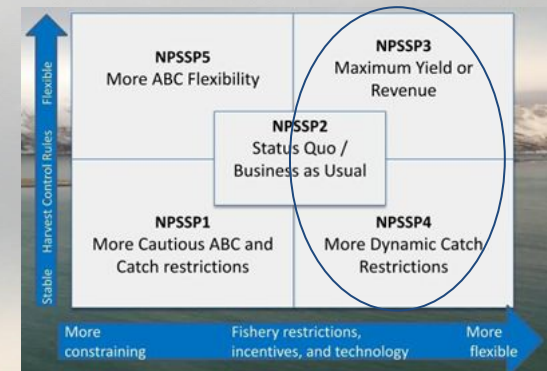 Flexible
Harvest Control Rules
Stable
NPSSP5
More ABC Flexibility
NPSSP3
Maximum Yield or
Revenue
NPSSP2
Status Quo /
Business as Usual
NPSSP1
More Cautious ABC and
Catch restrictions
NPSSP4
More Dynamic Catch
Restrictions
More
constraining
Fishery restrictions,
incentives, and technology
More
flexible